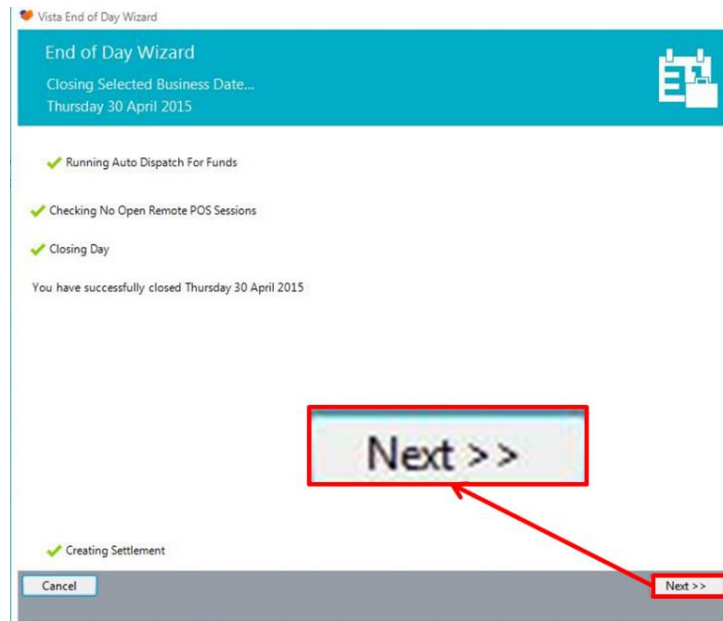 Vista End of Day Wizard
End of Day Wizard
Closing Selected Business Date...
Thursday 30 April 2015
Running Auto Dispatch For Funds
Checking No Open Remote POS Sessions
Closing Day
You have successfully closed Thursday 30 April 2015
Next >>
Creating Settlement
Cancel
Next >>